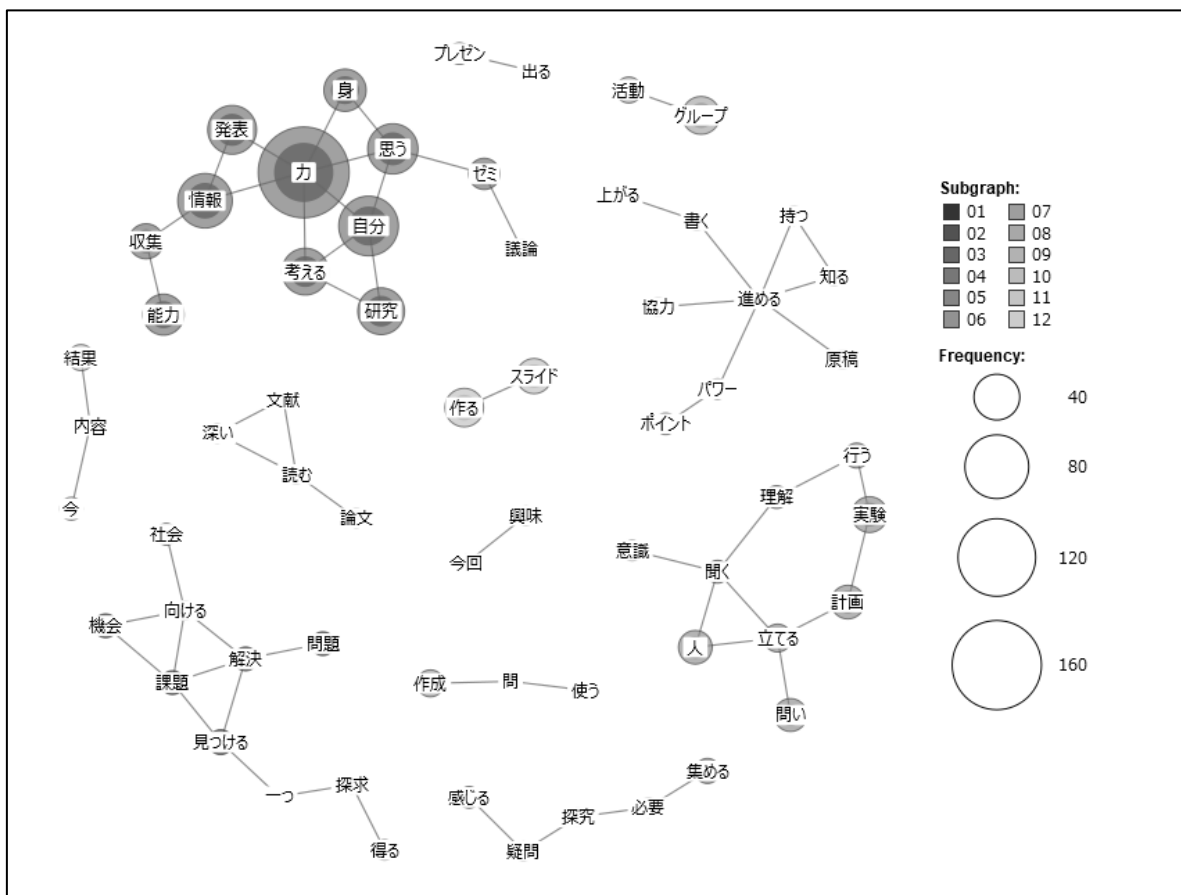 プレゼン
出る
活動
グループ
身
発表
思う
力
ゼミ
情報
自分
収集
議論
考える
能力
研究
上がる
書く
持つ
知る
協力
進める
原稿
パワー
ポイント
結果
内容
今
文献
深い
読む
論文
スライド
作る
興味
今回
行う
理解
実験
意識
聞く
計画
人
立てる
問い
社会
機会
向ける
解決
問題
課題
見つける
一つ
探求
得る
作成
問
使う
集める
感じる
探究
必要
疑問
Subgraph:
01 07
02 08
03 09
04 10
05 11
06 12
Frequency:
40
80
120
160